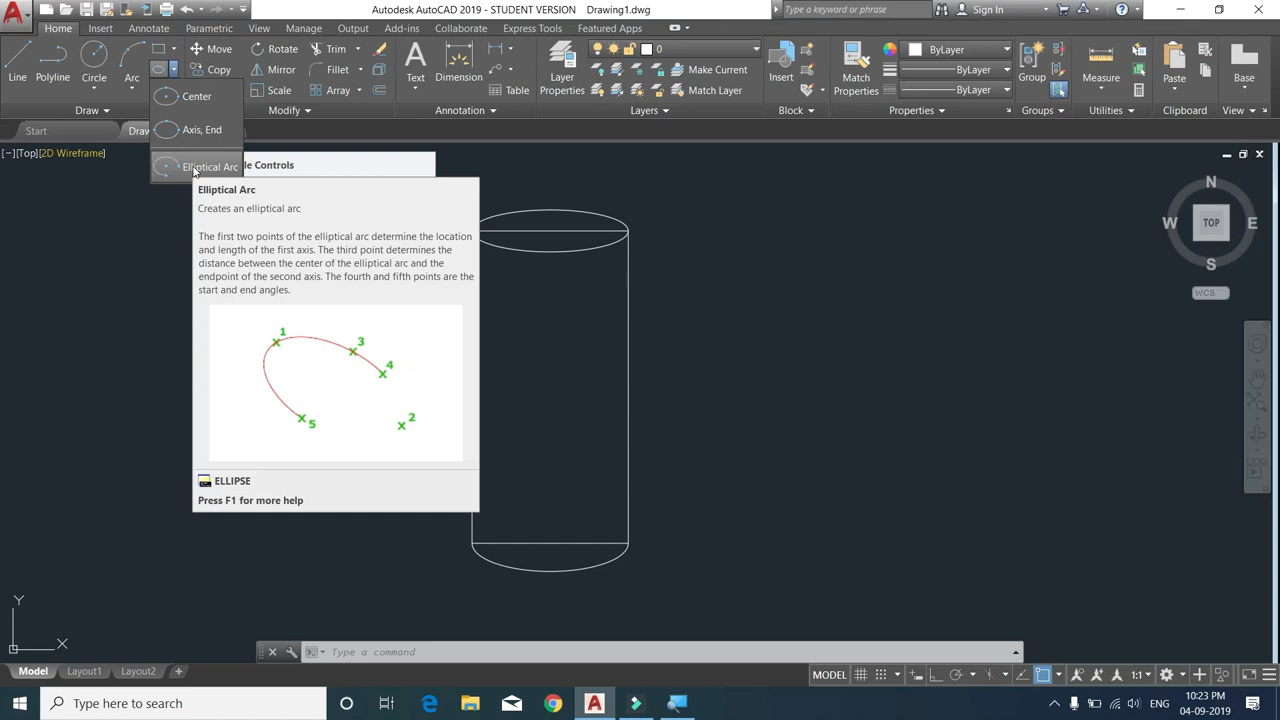 Autodesk AutoCAD 2019 - STUDENT VERSION Drawing1.dwg
Type a keyword or phrase
Sign In
Home Insert Annotate Parametric View Manage Output Add-ins Collaborate Express Tools Featured Apps
Line Polyline Circle Arc
Move Rotate Trim
Copy Mirror Fillet
Scale Array
Text Dimension Table
Layer Properties
0
Make Current
Match Layer
Insert
Match Properties
ByLayer
ByLayer
ByLayer
Group Measure Paste Base
Draw Modify Annotation Layers Block Properties Groups Utilities Clipboard View
Start Draw
Center
Axis, End
Elliptical Arc
le Controls
[−][Top][2D Wireframe]
Elliptical Arc
Creates an elliptical arc
The first two points of the elliptical arc determine the location
and length of the first axis. The third point determines the
distance between the center of the elliptical arc and the
endpoint of the second axis. The fourth and fifth points are the
start and end angles.
1
3
4
2
5
ELLIPSE
Press F1 for more help
N
W TOP E
S
WCS
Y
X
Type a command
Model Layout1 Layout2 +
MODEL
1:1
Type here to search
ENG
10:23 PM
04-09-2019